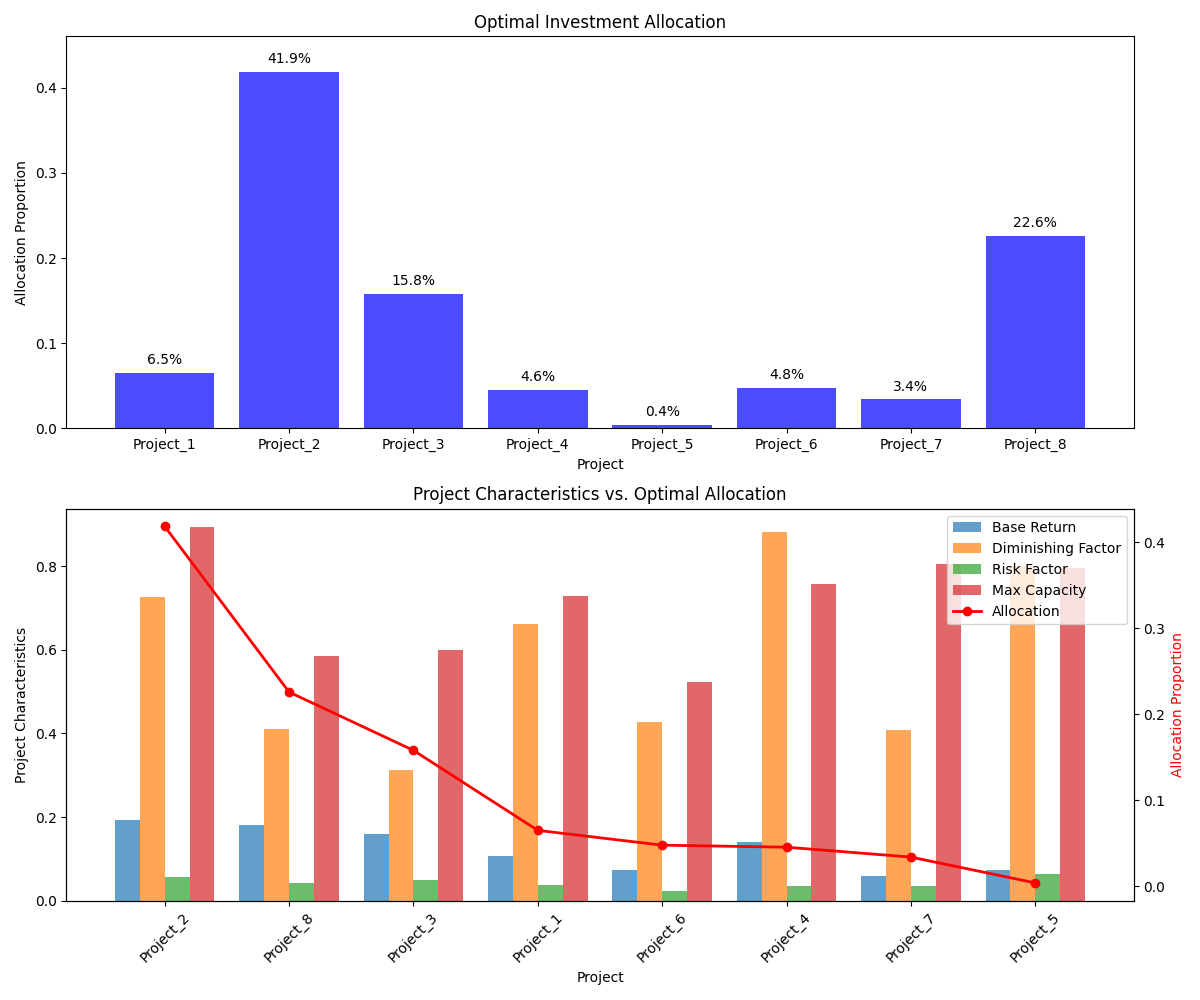 Optimal Investment Allocation
Allocation Proportion
0.4
0.3
0.2
0.1
0.0
6.5%
41.9%
15.8%
4.6%
0.4%
4.8%
3.4%
22.6%
Project_1 Project_2 Project_3 Project_4 Project_5 Project_6 Project_7 Project_8
Project
Project Characteristics vs. Optimal Allocation
Project Characteristics
0.8
0.6
0.4
0.2
0.0
Base Return
Diminishing Factor
Risk Factor
Max Capacity
Allocation
0.4
0.3
0.2
0.1
0.0
Allocation Proportion
Project_2 Project_8 Project_3 Project_1 Project_6 Project_4 Project_7 Project_5
Project